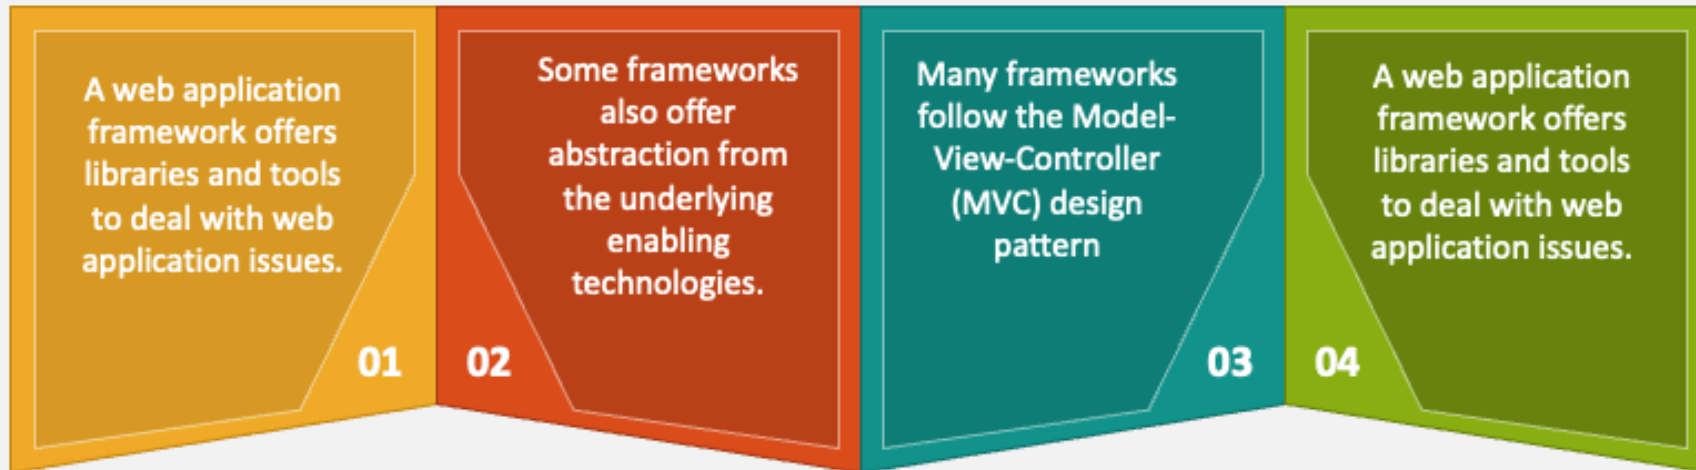 A web application
framework offers
libraries and tools
to deal with web
application issues.
01
Some frameworks
also offer
abstraction from
the underlying
enabling
technologies.
02
Many frameworks
follow the Model-
View-Controller
(MVC) design
pattern
03
A web application
framework offers
libraries and tools
to deal with web
application issues.
04